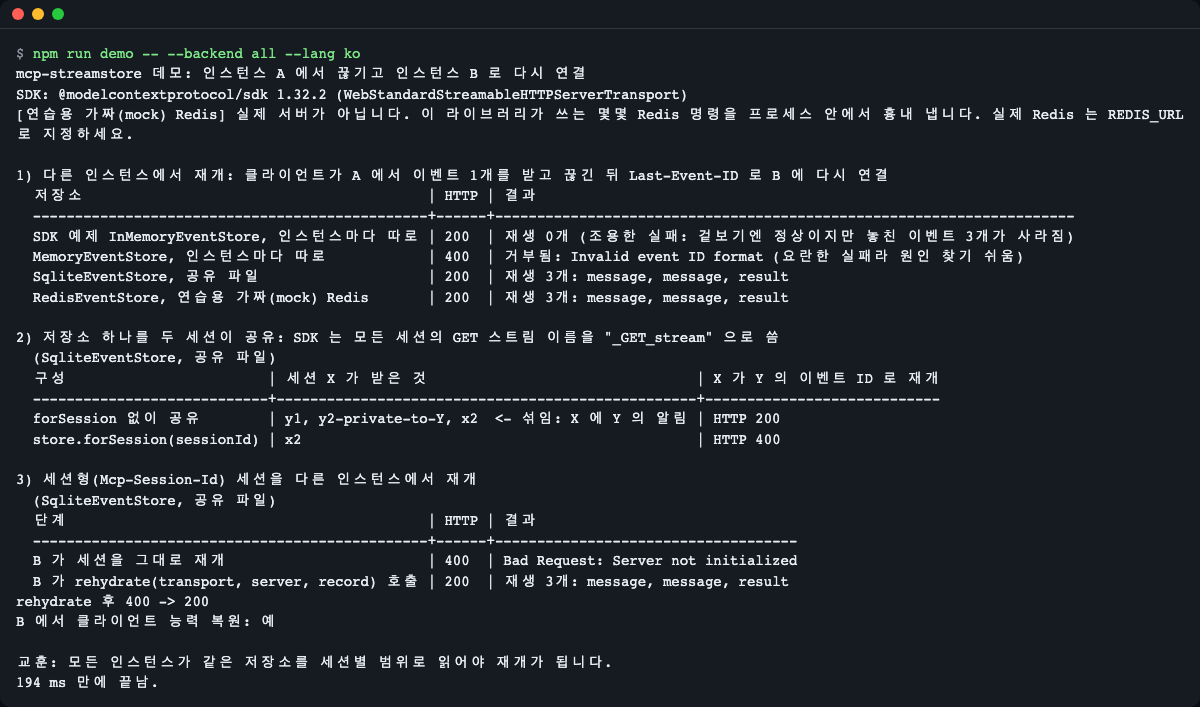 $ npm run demo -- --backend all --lang ko
mcp-streamstore 데모: 인스턴스 A 에서 끊기고 인스턴스 B 로 다시 연결
SDK: @modelcontextprotocol/sdk 1.32.2 (WebStandardStreamableHTTPServerTransport)
[연습용 가짜(mock) Redis] 실제 서버가 아닙니다. 이 라이브러리가 쓰는 몇몇 Redis 명령을 프로세스 안에서 흉내 냅니다. 실제 Redis 는 REDIS_URL
로 지정하세요.
1) 다른 인스턴스에서 재개: 클라이언트가 A 에서 이벤트 1개를 받고 끊긴 뒤 Last-Event-ID 로 B 에 다시 연결
저장소 | HTTP | 결과
-----------------------------------------------+------+---------------------------------------------------------------------
SDK 예제 InMemoryEventStore, 인스턴스마다 따로 | 200 | 재생 0개 (조용한 실패: 겉보기엔 정상이지만 놓친 이벤트 3개가 사라짐)
MemoryEventStore, 인스턴스마다 따로 | 400 | 거부됨: Invalid event ID format (요란한 실패라 원인 찾기 쉬움)
SqliteEventStore, 공유 파일 | 200 | 재생 3개: message, message, result
RedisEventStore, 연습용 가짜(mock) Redis | 200 | 재생 3개: message, message, result
2) 저장소 하나를 두 세션이 공유: SDK 는 모든 세션의 GET 스트림 이름을 "_GET_stream" 으로 씀
(SqliteEventStore, 공유 파일)
구성 | 세션 X 가 받은 것 | X 가 Y 의 이벤트 ID 로 재개
----------------------------+--------------------------------------------------+----------------------------
forSession 없이 공유 | y1, y2-private-to-Y, x2 <- 섞임: X 에 Y 의 알림 | HTTP 200
store.forSession(sessionId) | x2 | HTTP 400
3) 세션형(Mcp-Session-Id) 세션을 다른 인스턴스에서 재개
(SqliteEventStore, 공유 파일)
단계 | HTTP | 결과
-----------------------------------------------+------+------------------------------------
B 가 세션을 그대로 재개 | 400 | Bad Request: Server not initialized
B 가 rehydrate(transport, server, record) 호출 | 200 | 재생 3개: message, message, result
rehydrate 후 400 -> 200
B 에서 클라이언트 능력 복원: 예
교훈: 모든 인스턴스가 같은 저장소를 세션별 범위로 읽어야 재개가 됩니다.
194 ms 만에 끝남.